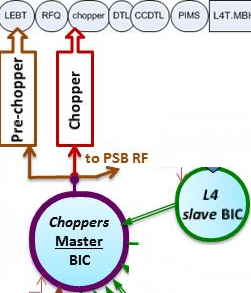 LEBT RFQ chopper DTL CCDTL PIMS L4T.MBH
Pre-chopper
Chopper
to PSB RF
Choppers
Master
BIC
L4
slave BIC